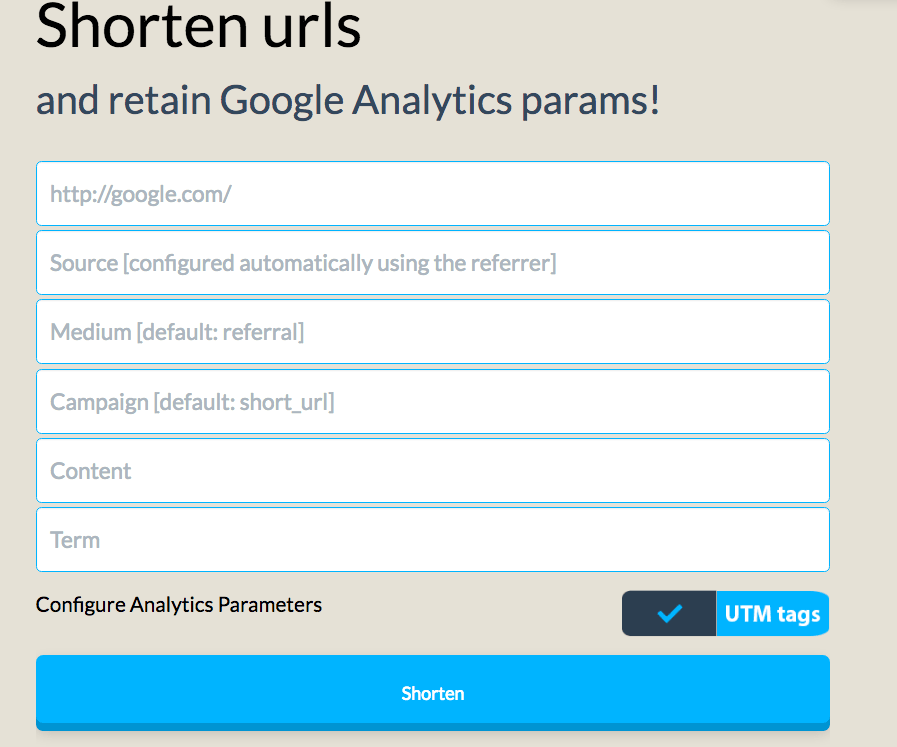 Shorten urls
and retain Google Analytics params!
http://google.com/
Source [configured automatically using the referrer]
Medium [default: referral]
Campaign [default: short_url]
Content
Term
Configure Analytics Parameters
UTM tags
Shorten